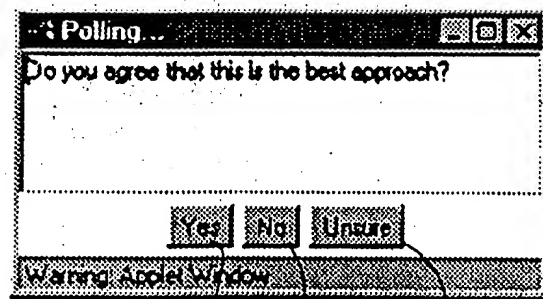 Polling...
Do you agree that this is the best approach?
Yes No Unsure
Warning: Applet Window